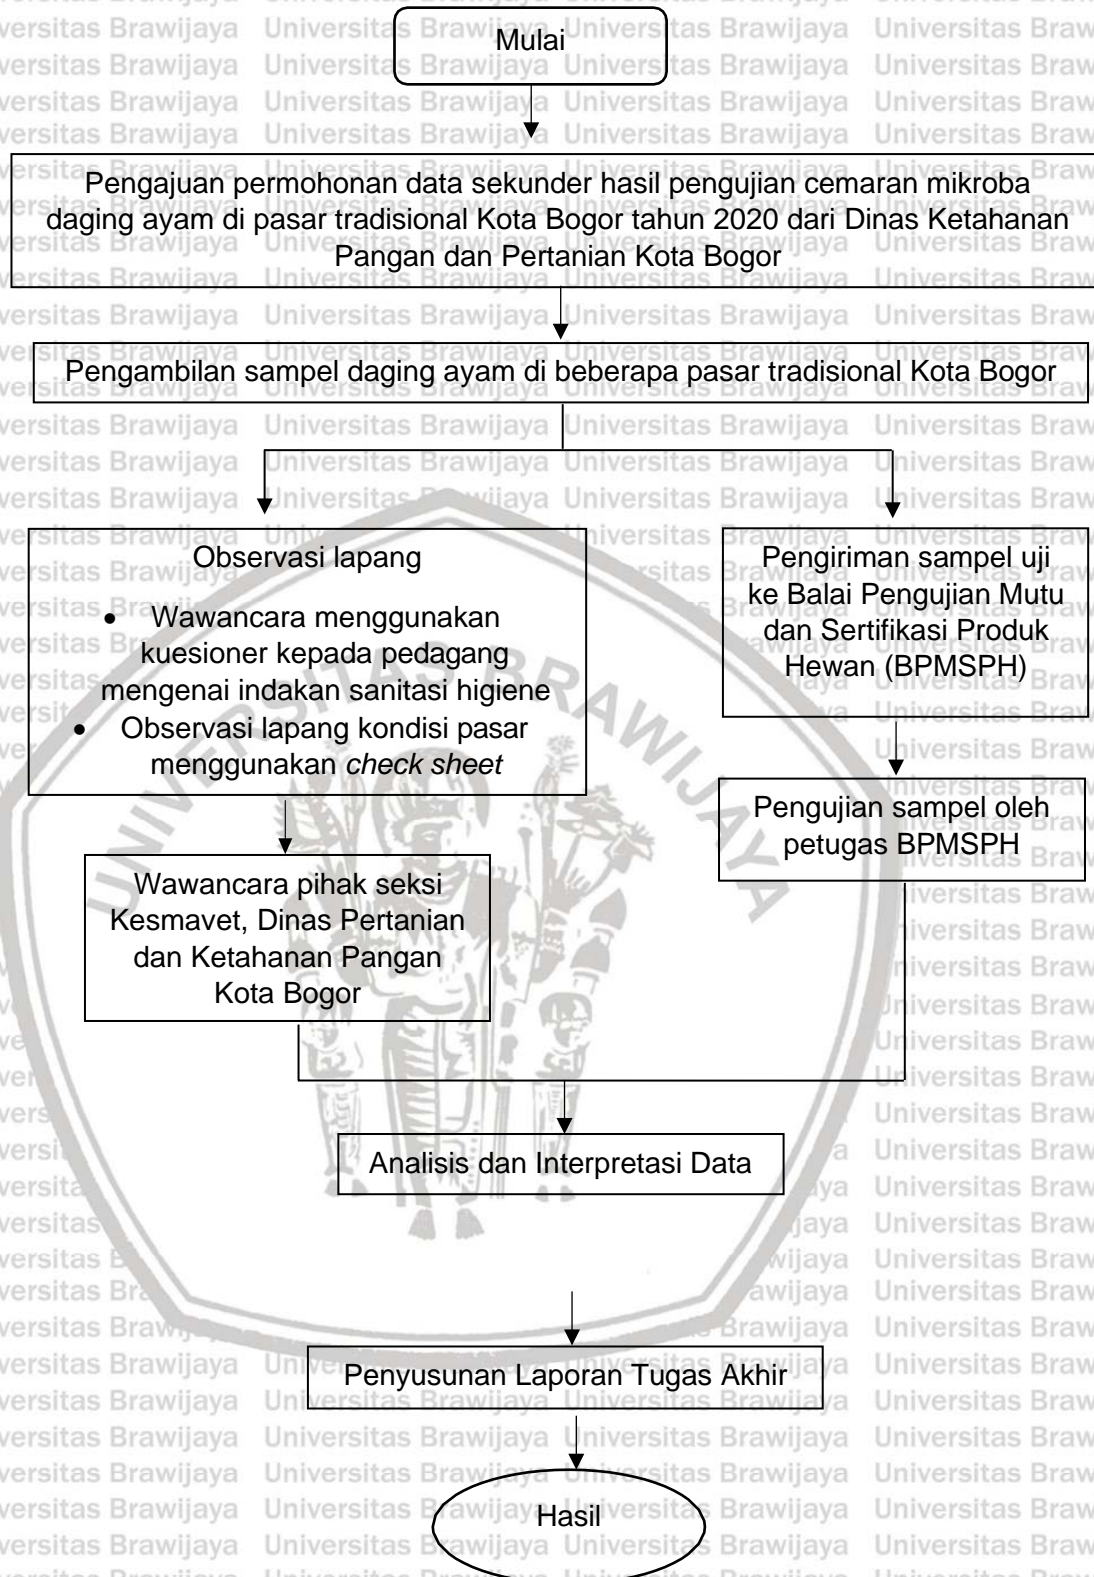 Mulai
Pengajuan permohonan data sekunder hasil pengujian cemaran mikroba
daging ayam di pasar tradisional Kota Bogor tahun 2020 dari Dinas Ketahanan
Pangan dan Pertanian Kota Bogor
Pengambilan sampel daging ayam di beberapa pasar tradisional Kota Bogor
Observasi lapang
• Wawancara menggunakan
kuesioner kepada pedagang
mengenai indakan sanitasi higiene
• Observasi lapang kondisi pasar
menggunakan check sheet
Pengiriman sampel uji
ke Balai Pengujian Mutu
dan Sertifikasi Produk
Hewan (BPMSPH)
Pengujian sampel oleh
petugas BPMSPH
Wawancara pihak seksi
Kesmavet, Dinas Pertanian
dan Ketahanan Pangan
Kota Bogor
Analisis dan Interpretasi Data
Penyusunan Laporan Tugas Akhir
Hasil
UNIVERSITAS BRAWIJAYA